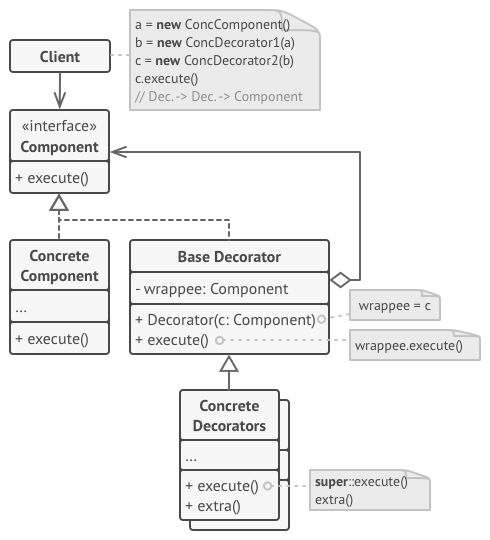 Client
a = new ConcComponent()
b = new ConcDecorator1(a)
c = new ConcDecorator2(b)
c.execute()
// Dec. -> Dec. -> Component
«interface»
Component
+ execute()
Concrete
Component
...
+ execute()
Base Decorator
- wrappee: Component
+ Decorator(c: Component)
+ execute()
wrappee = c
wrappee.execute()
Concrete
Decorators
...
+ execute()
+ extra()
super::execute()
extra()